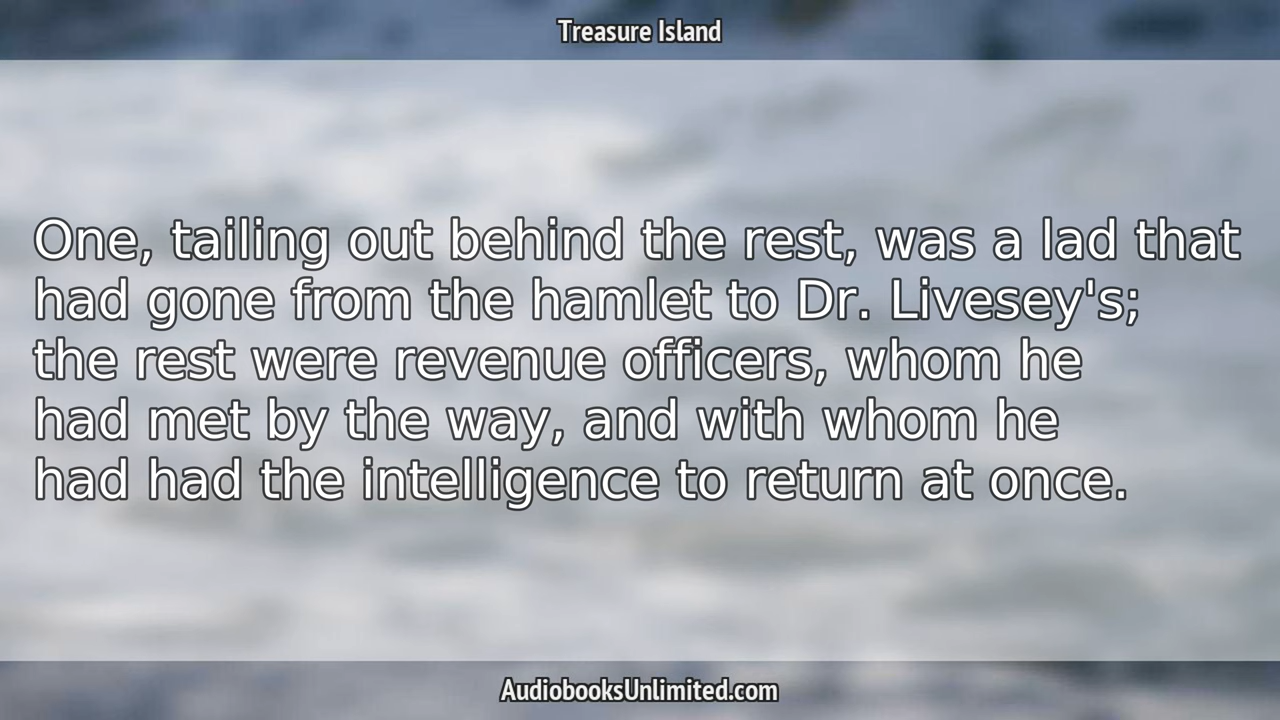 Treasure Island
One, tailing out behind the rest, was a lad that
had gone from the hamlet to Dr. Livesey's;
the rest were revenue officers, whom he
had met by the way, and with whom he
had had the intelligence to return at once.
AudiobooksUnlimited.com